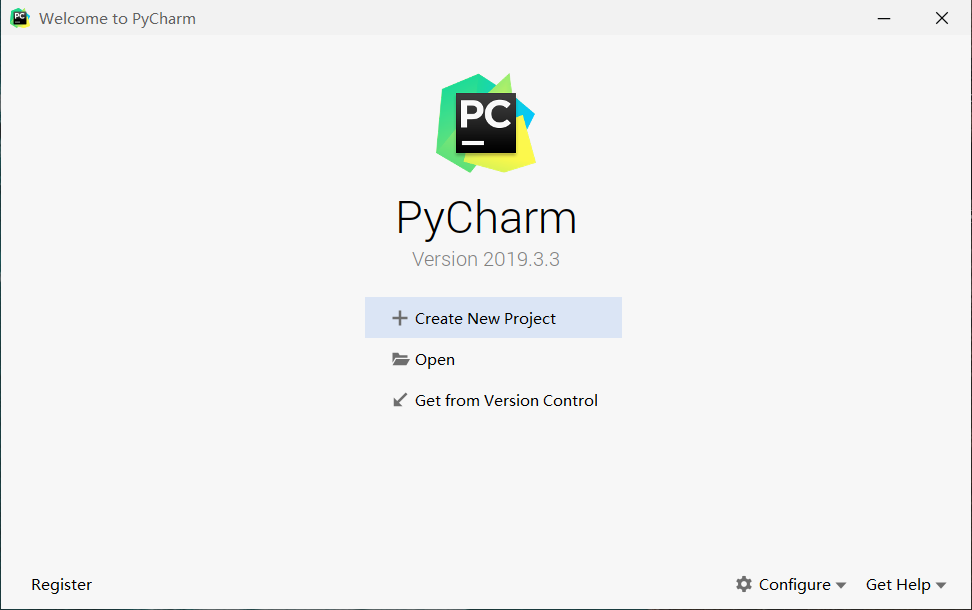 Welcome to PyCharm
PC
PyCharm
Version 2019.3.3
Create New Project
Open
Get from Version Control
Register
Configure
Get Help